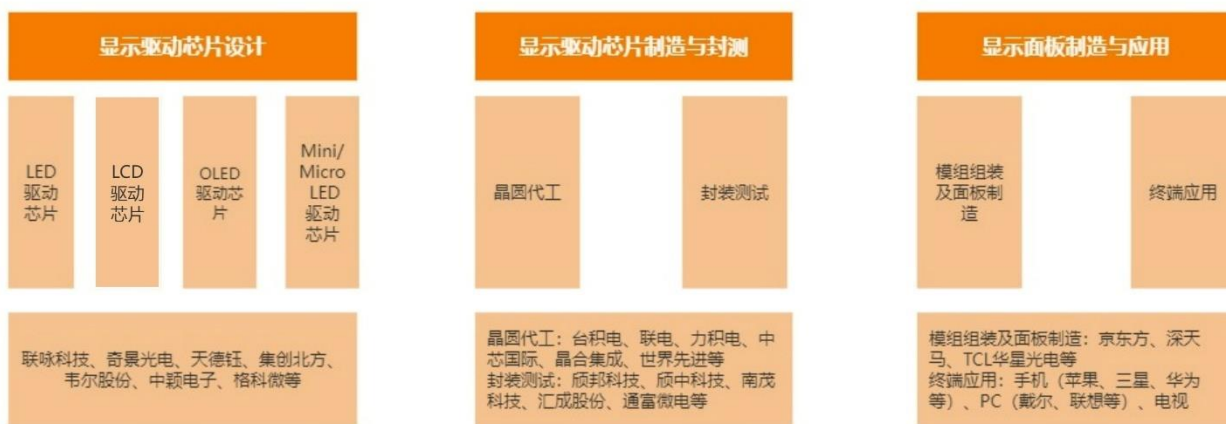 显示驱动芯片设计
LED
驱动
芯片
LCD
驱动
芯片
OLED
驱动芯
片
Mini/
Micro
LED
驱动
芯片
联咏科技、奇景光电、天德钰、集创北方、
韦尔股份、中颖电子、格科微等
显示驱动芯片制造与封测
晶圆代工
封装测试
晶圆代工：台积电、联电、力积电、中
芯国际、晶合集成、世界先进等
封装测试：颀邦科技、颀中科技、南茂
科技、汇成股份、通富微电等
显示面板制造与应用
模组组装
及面板制
造
终端应用
模组组装及面板制造：京东方、深天
马、TCL华星光电等
终端应用：手机（苹果、三星、华为
等）、PC（戴尔、联想等）、电视